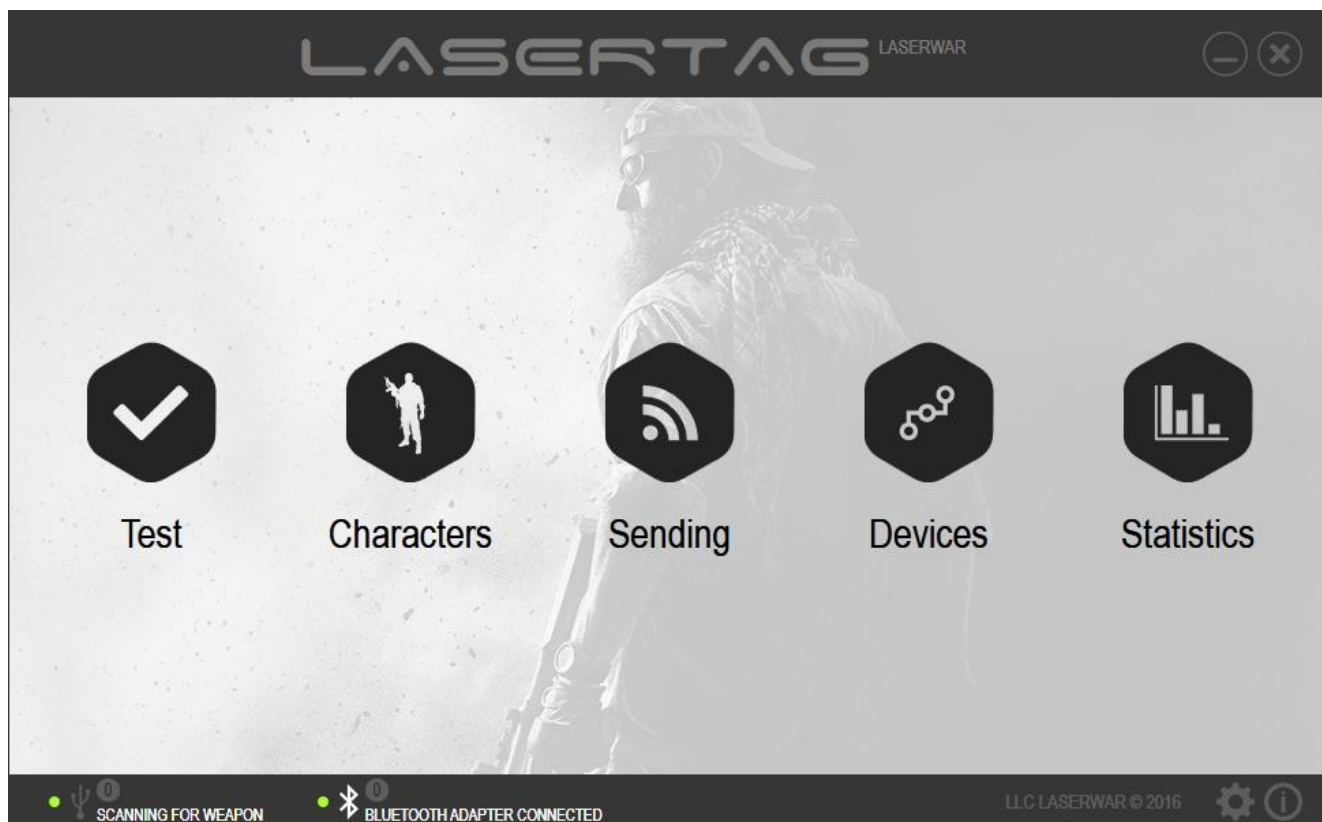 LASERTAG LASERWAR
Test Characters Sending Devices Statistics
0 0
SCANNING FOR WEAPON BLUETOOTH ADAPTER CONNECTED LLC LASERWAR © 2016